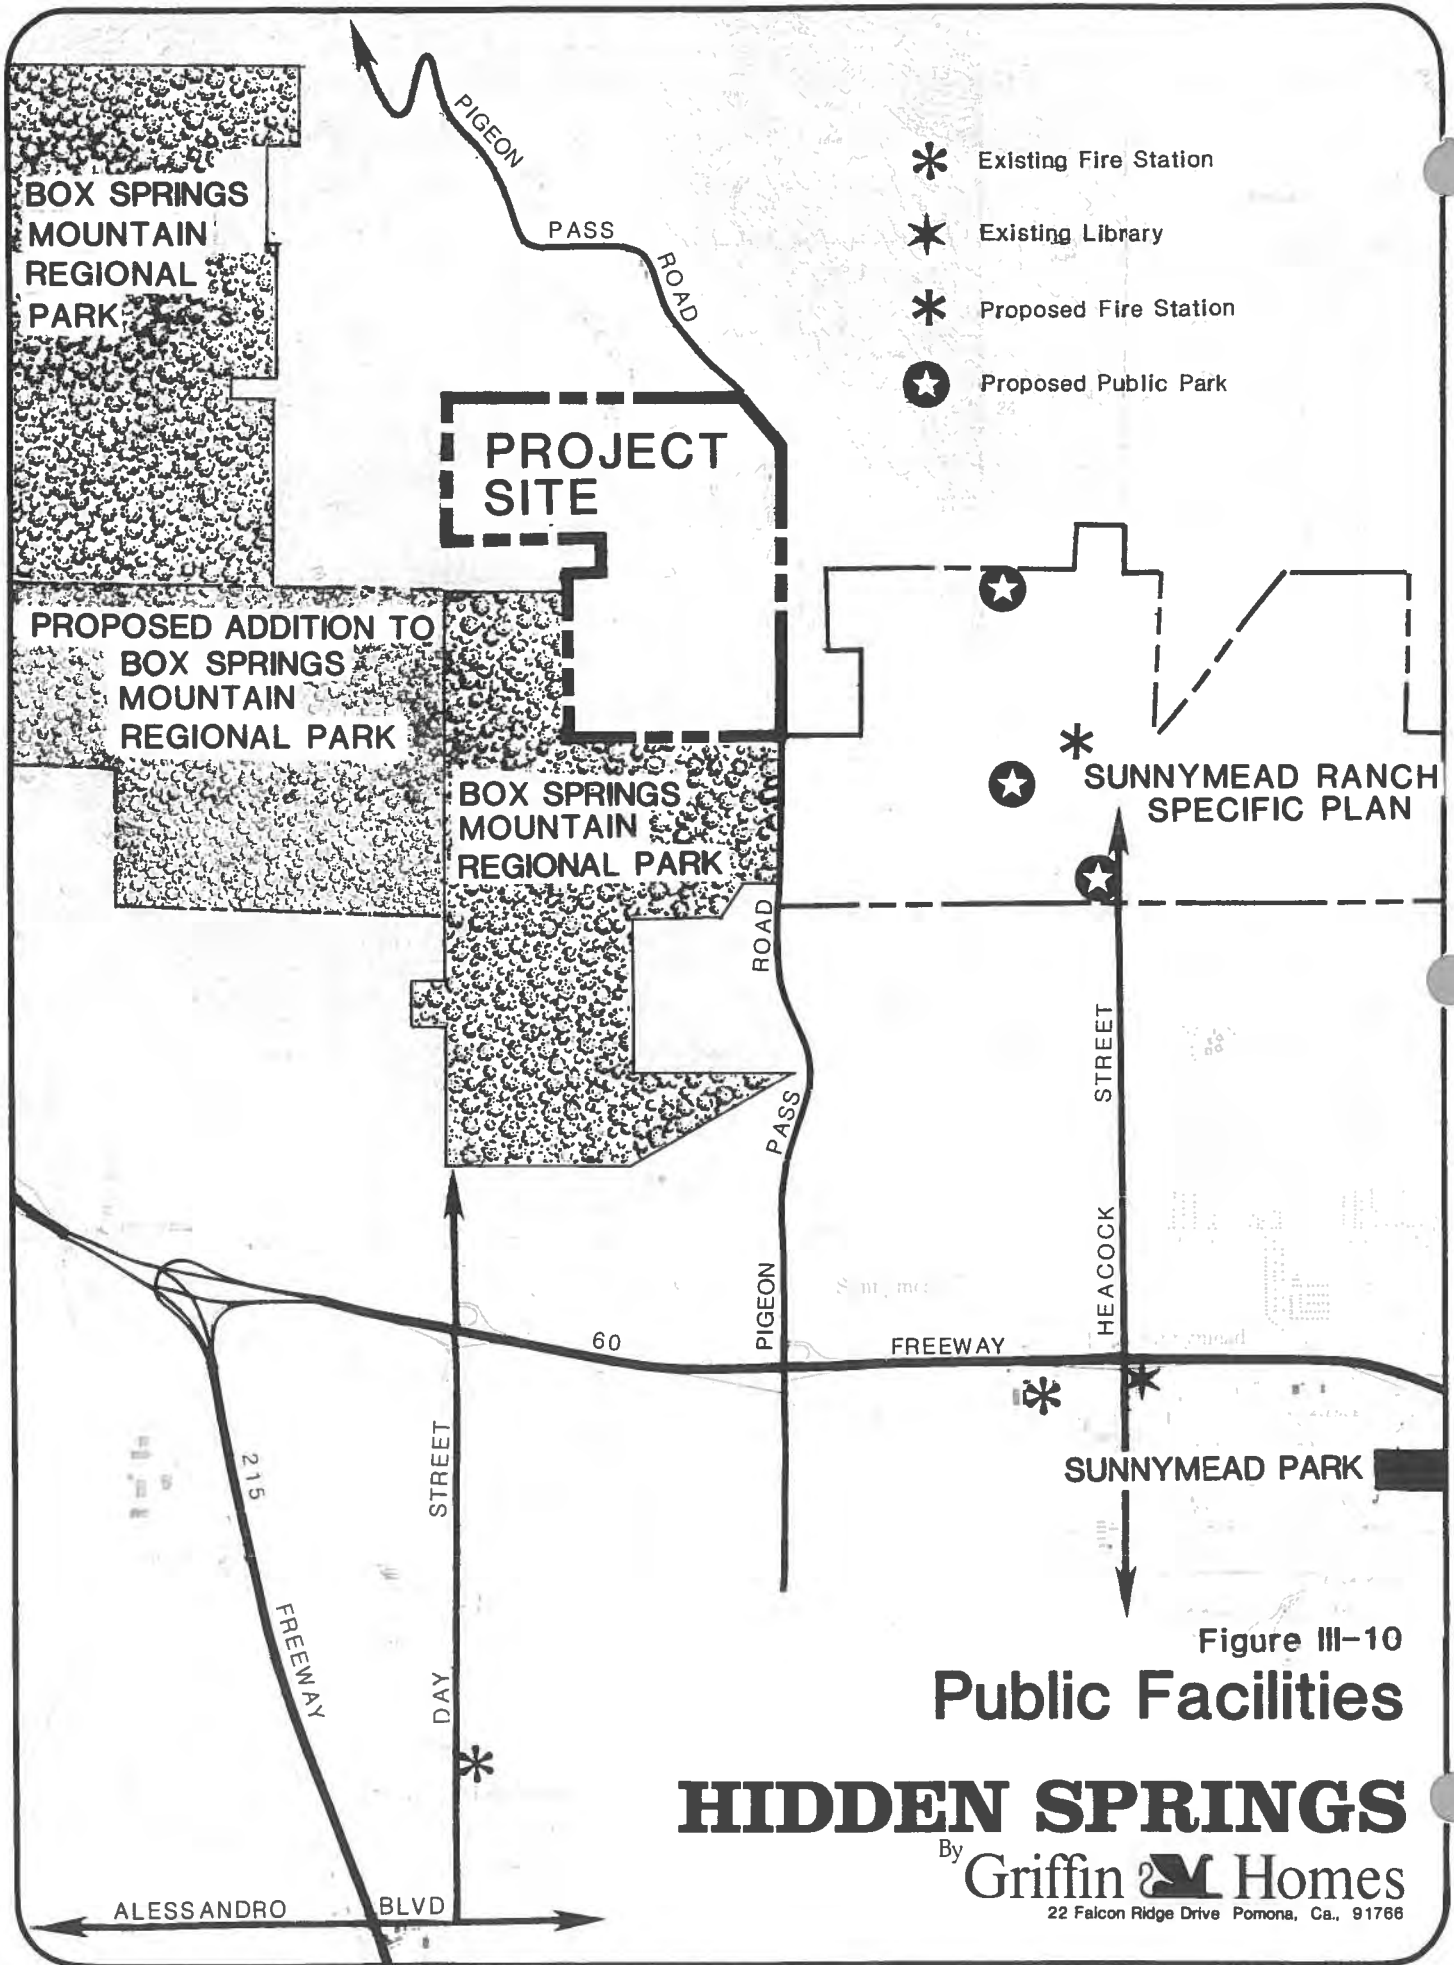 PIGEON
PASS
ROAD
Existing Fire Station
Existing Library
Proposed Fire Station
Proposed Public Park
BOX SPRINGS
MOUNTAIN
REGIONAL
PARK
PROJECT
SITE
PROPOSED ADDITION TO
BOX SPRINGS
MOUNTAIN
REGIONAL PARK
BOX SPRINGS
MOUNTAIN
REGIONAL PARK
SUNNYMEAD RANCH
SPECIFIC PLAN
ROAD
PASS
PIGEON
STREET
HEACOCK
60
FREEWAY
215
FREEWAY
STREET
DAY
SUNNYMEAD PARK
ALESSANDRO BLVD
Figure III-10
Public Facilities
HIDDEN SPRINGS
By
Griffin Homes
22 Falcon Ridge Drive Pomona, Ca., 91766